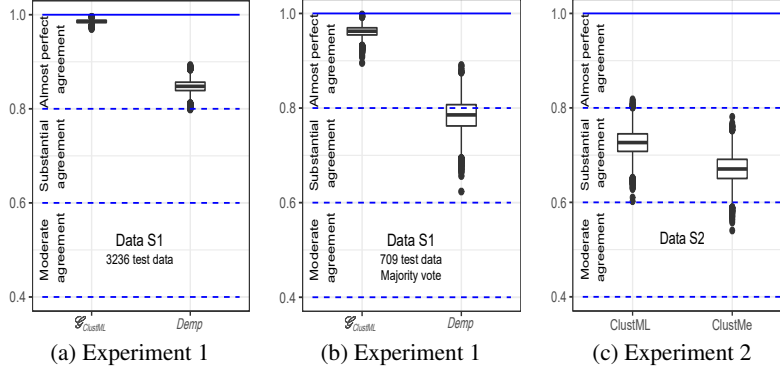 1.0
0.8
0.6
0.4
Almost perfect
agreement
Substantial
agreement
Moderate
agreement
Data S1
3236 test data
𝒢ClustML
Demp
(a) Experiment 1
1.0
0.8
0.6
0.4
Almost perfect
agreement
Substantial
agreement
Moderate
agreement
Data S1
709 test data
Majority vote
𝒢ClustML
Demp
(b) Experiment 1
1.0
0.8
0.6
0.4
Almost perfect
agreement
Substantial
agreement
Moderate
agreement
Data S2
ClustML
ClustMe
(c) Experiment 2